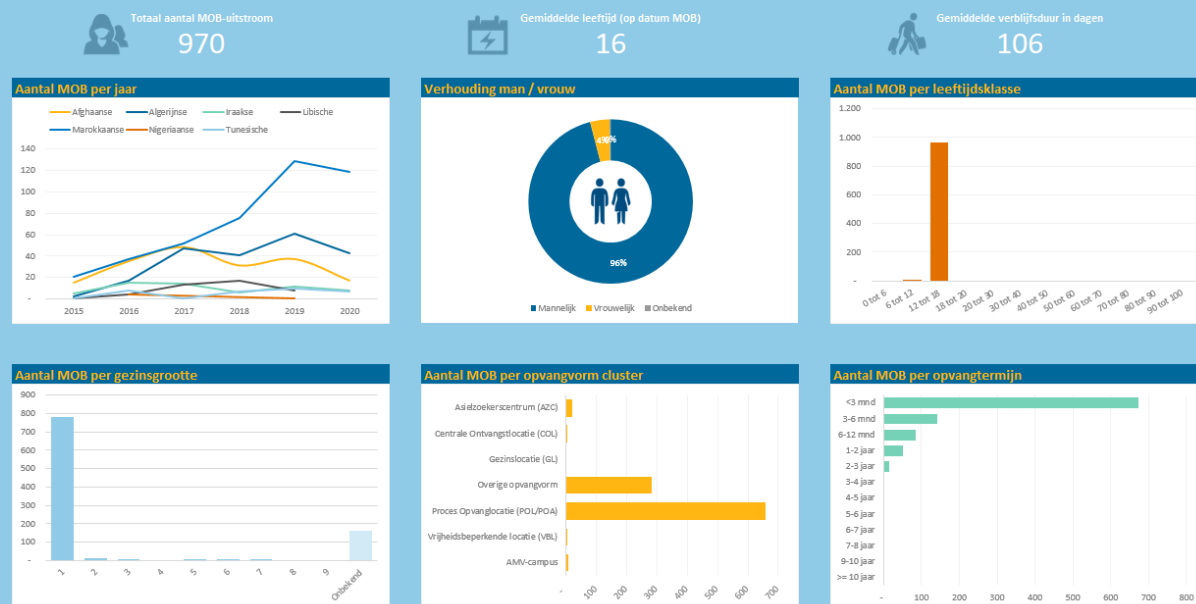 Totaal aantal MOB-uitstroom
970
Gemiddelde leeftijd (op datum MOB)
16
Gemiddelde verblijfsduur in dagen
106
Aantal MOB per jaar
Afghaanse Algerijnse Iraakse Libische
Marokkaanse Nigeriaanse Tunesische
140
120
100
80
60
40
20
-
2015 2016 2017 2018 2019 2020
Verhouding man / vrouw
4% 0%
96%
Mannelijk Vrouwelijk Onbekend
Aantal MOB per leeftijdsklasse
1.200
1.000
800
600
400
200
-
0 tot 6 6 tot 12 12 tot 18 18 tot 20 20 tot 30 30 tot 40 40 tot 50 50 tot 60 60 tot 70 70 tot 80 80 tot 90 90 tot 100
Aantal MOB per gezinsgrootte
900
800
700
600
500
400
300
200
100
-
1 2 3 4 5 6 7 8 9 Onbekend
Aantal MOB per opvangvorm cluster
Asielzoekerscentrum (AZC)
Centrale Ontvangstlocatie (COL)
Gezinslocatie (GL)
Overige opvangvorm
Proces Opvanglocatie (POL/POA)
Vrijheidsbeperkende locatie (VBL)
AMV-campus
- 100 200 300 400 500 600 700
Aantal MOB per opvangtermijn
<3 mnd
3-6 mnd
6-12 mnd
1-2 jaar
2-3 jaar
3-4 jaar
4-5 jaar
5-6 jaar
6-7 jaar
7-8 jaar
9-10 jaar
>= 10 jaar
- 100 200 300 400 500 600 700 800